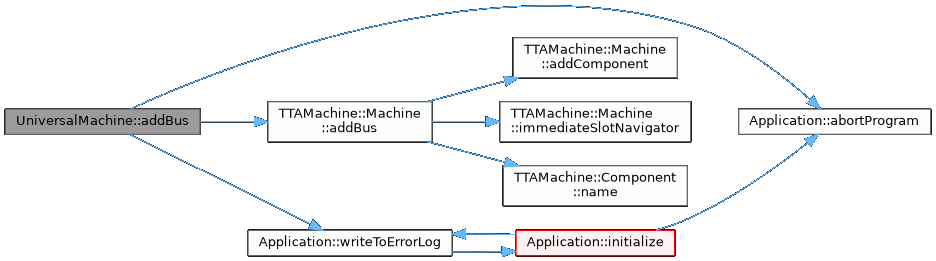 TTAMachine::Machine
::addComponent
UniversalMachine::addBus
TTAMachine::Machine
::addBus
TTAMachine::Machine
::immediateSlotNavigator
Application::abortProgram
TTAMachine::Component
::name
Application::writeToErrorLog
Application::initialize